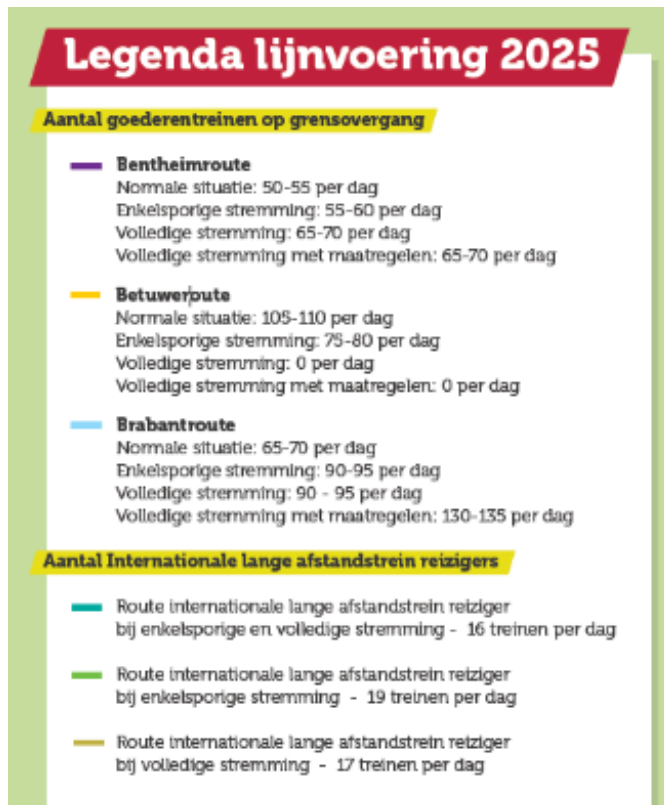 Legenda lijnvoering 2025
Aantal goederentreinen op grensovergang
Bentheimroute
Normale situatie: 50-55 per dag
Enkelsporige stremming: 55-60 per dag
Volledige stremming: 65-70 per dag
Volledige stremming met maatregelen: 65-70 per dag
Betuweroute
Normale situatie: 105-110 per dag
Enkelsporige stremming: 75-80 per dag
Volledige stremming: 0 per dag
Volledige stremming met maatregelen: 0 per dag
Brabantroute
Normale situatie: 65-70 per dag
Enkelsporige stremming: 90-95 per dag
Volledige stremming: 90 - 95 per dag
Volledige stremming met maatregelen: 130-135 per dag
Aantal Internationale lange afstandstrein reizigers
Route internationale lange afstandstrein reiziger
bij enkelsporige en volledige stremming - 16 treinen per dag
Route internationale lange afstandstrein reiziger
bij enkelsporige stremming - 19 treinen per dag
Route internationale lange afstandstrein reiziger
bij volledige stremming - 17 treinen per dag